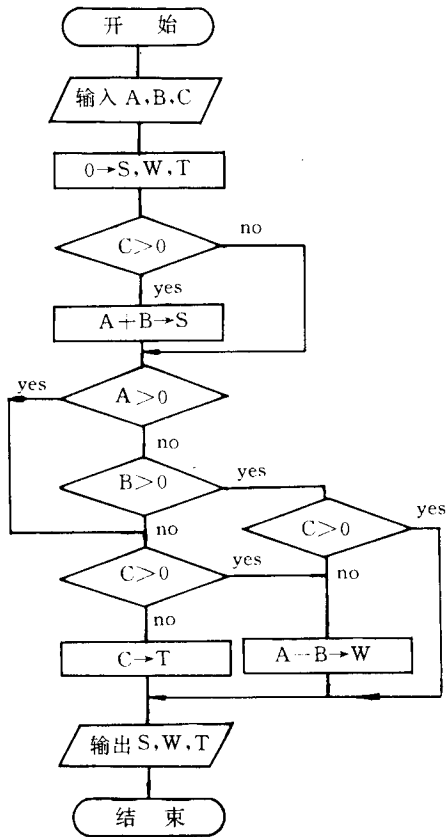 开 始
输入 A,B,C
0→S,W,T
C>0
no
yes
A+B→S
yes
A>0
no
B>0
yes
no
C>0
yes
C>0
yes
no
no
C→T
A-B→W
输出 S,W,T
结 束